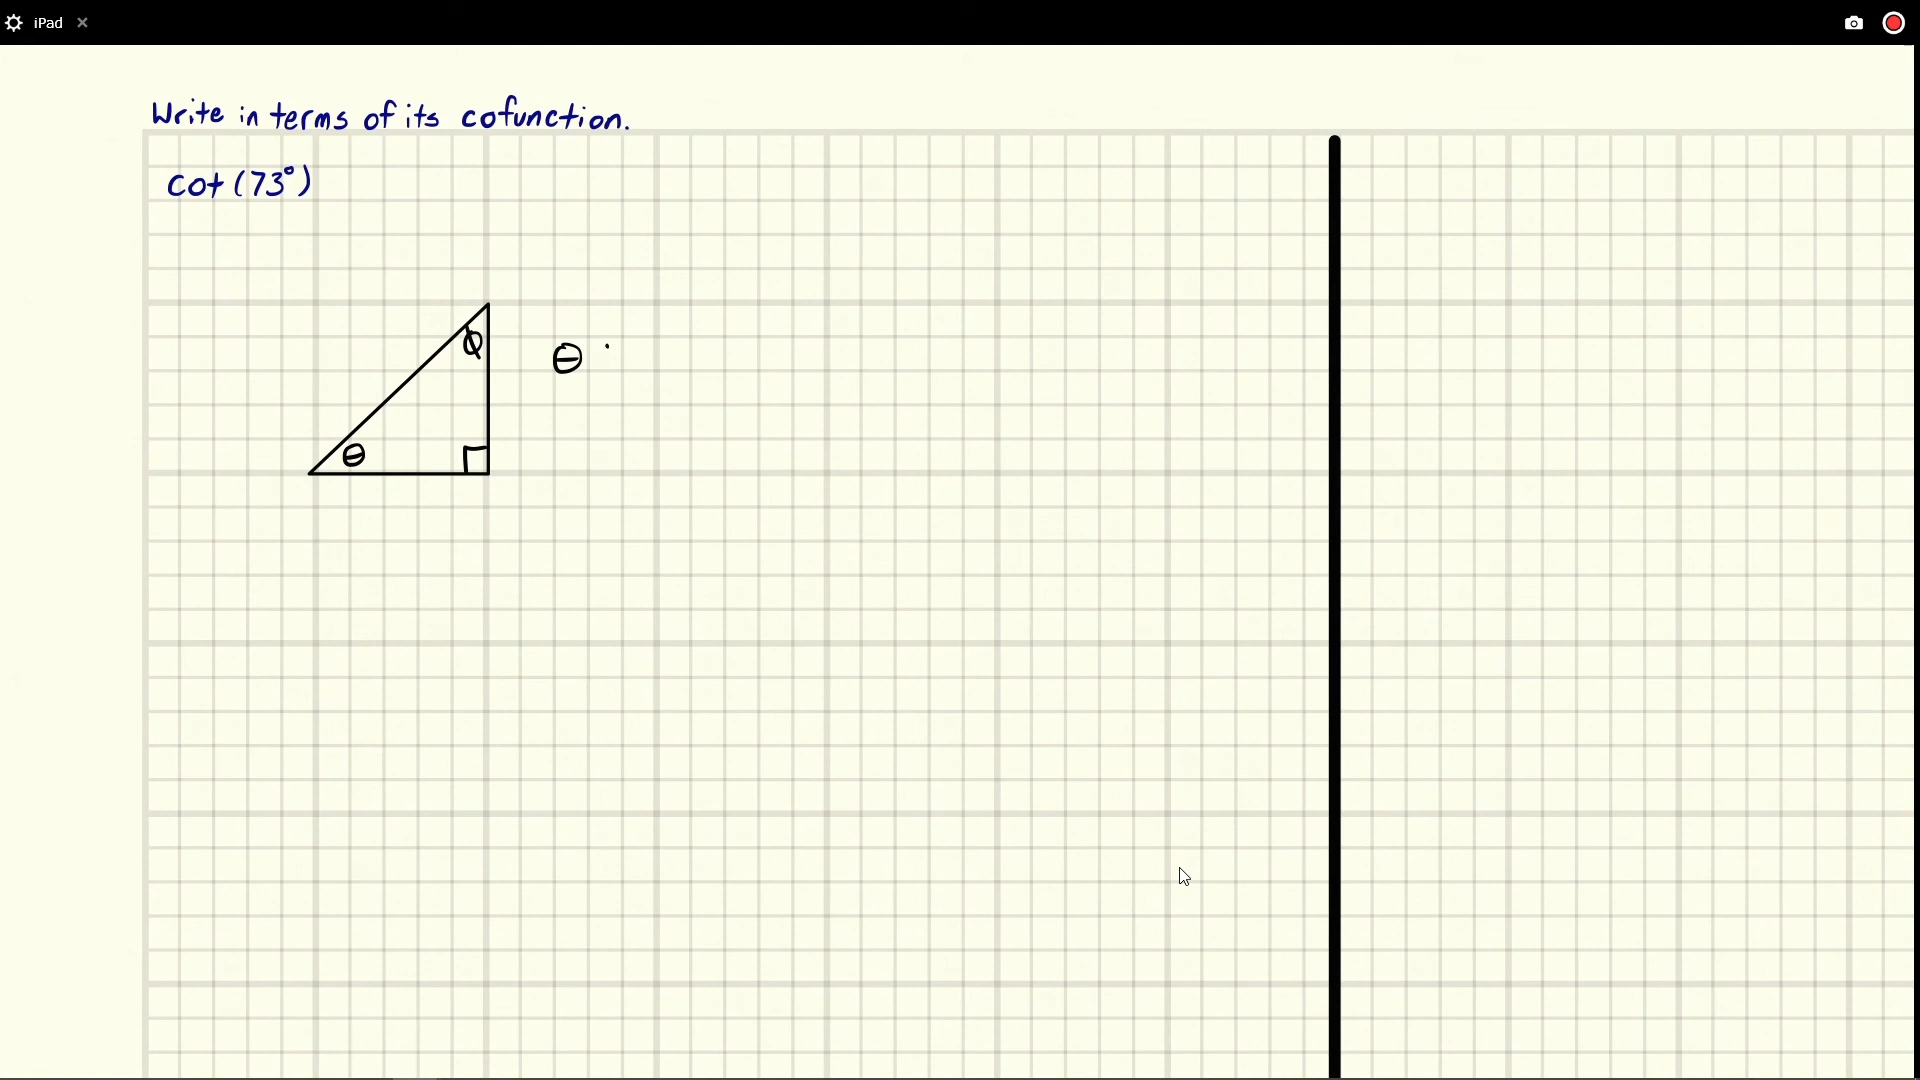 iPad
Write in terms of its cofunction.
cot (73°)
ϕ
θ
θ